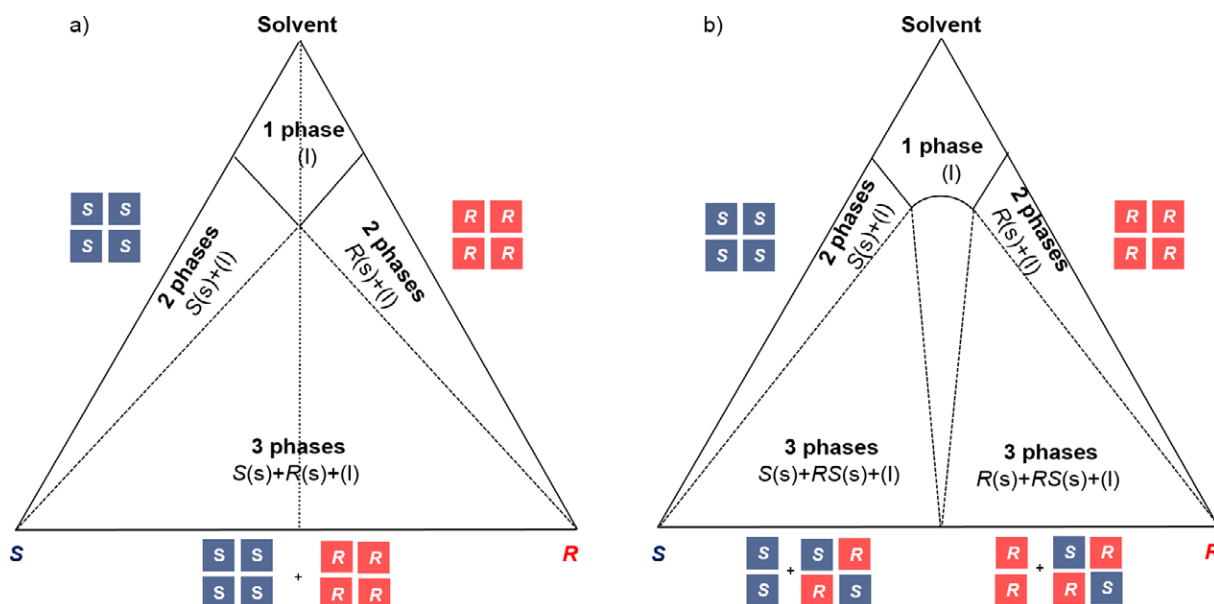 a)
Solvent
1 phase
(l)
S S
S S
R R
R R
2 phases
S(s)+(l)
2 phases
R(s)+(l)
3 phases
S(s)+R(s)+(l)
S
R
S S
S S
+
R R
R R
b)
Solvent
1 phase
(l)
S S
S S
R R
R R
2 phases
S(s)+(l)
2 phases
R(s)+(l)
3 phases
S(s)+RS(s)+(l)
3 phases
R(s)+RS(s)+(l)
S
R
S
S
+
S R
R S
R
R
+
S R
R S